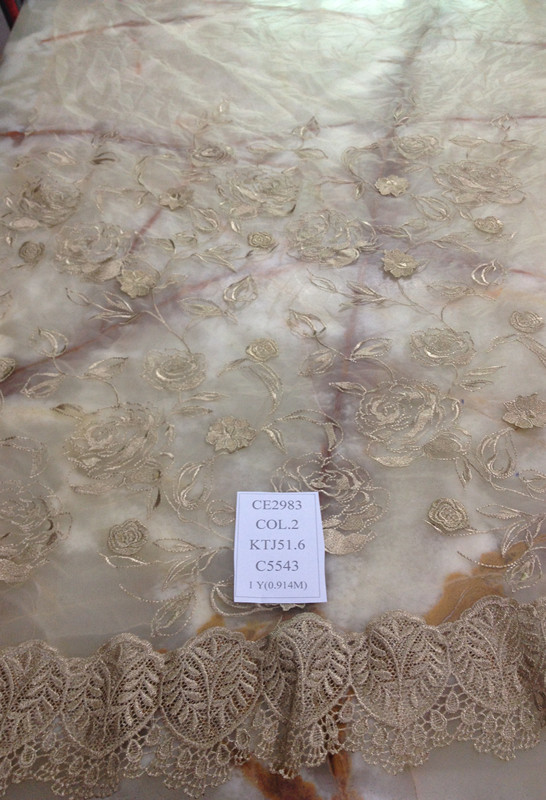 CE2983
COL.2
KTJ51.6
C5543
1 Y(0.914M)